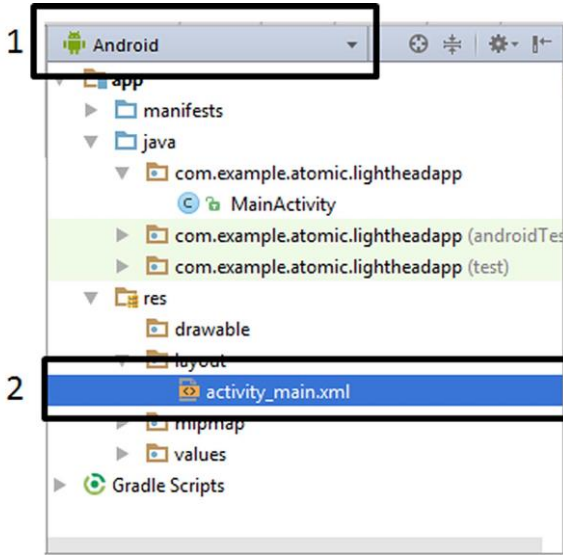 1
Android
app
manifests
java
com.example.atomic.lightheadapp
C MainActivity
com.example.atomic.lightheadapp (androidTes
com.example.atomic.lightheadapp (test)
res
drawable
layout
2
activity_main.xml
mipmap
values
Gradle Scripts